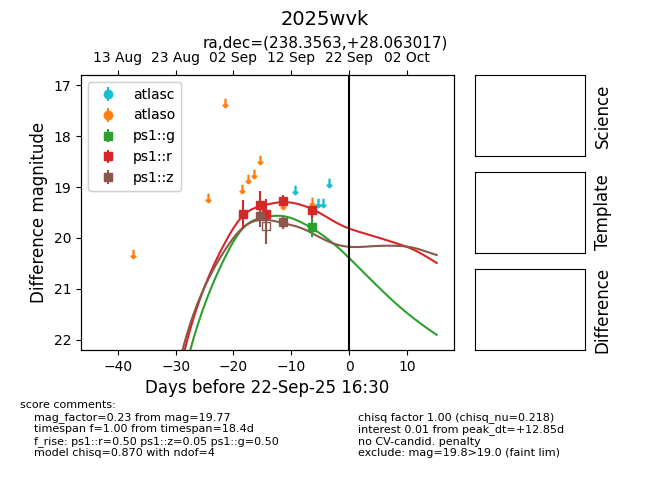 2025wvk
ra,dec=(238.3563,+28.063017)
13 Aug 23 Aug 02 Sep 12 Sep 22 Sep 02 Oct
atlasc
atlaso
ps1::g
ps1::r
ps1::z
17
18
19
20
21
22
Difference magnitude
−40 −30 −20 −10 0 10
Days before 22-Sep-25 16:30
Science
Template
Difference
score comments:
mag_factor=0.23 from mag=19.77
timespan f=1.00 from timespan=18.4d
f_rise: ps1::r=0.50 ps1::z=0.05 ps1::g=0.50
model chisq=0.870 with ndof=4
chisq factor 1.00 (chisq_nu=0.218)
interest 0.01 from peak_dt=+12.85d
no CV-candid. penalty
exclude: mag=19.8>19.0 (faint lim)